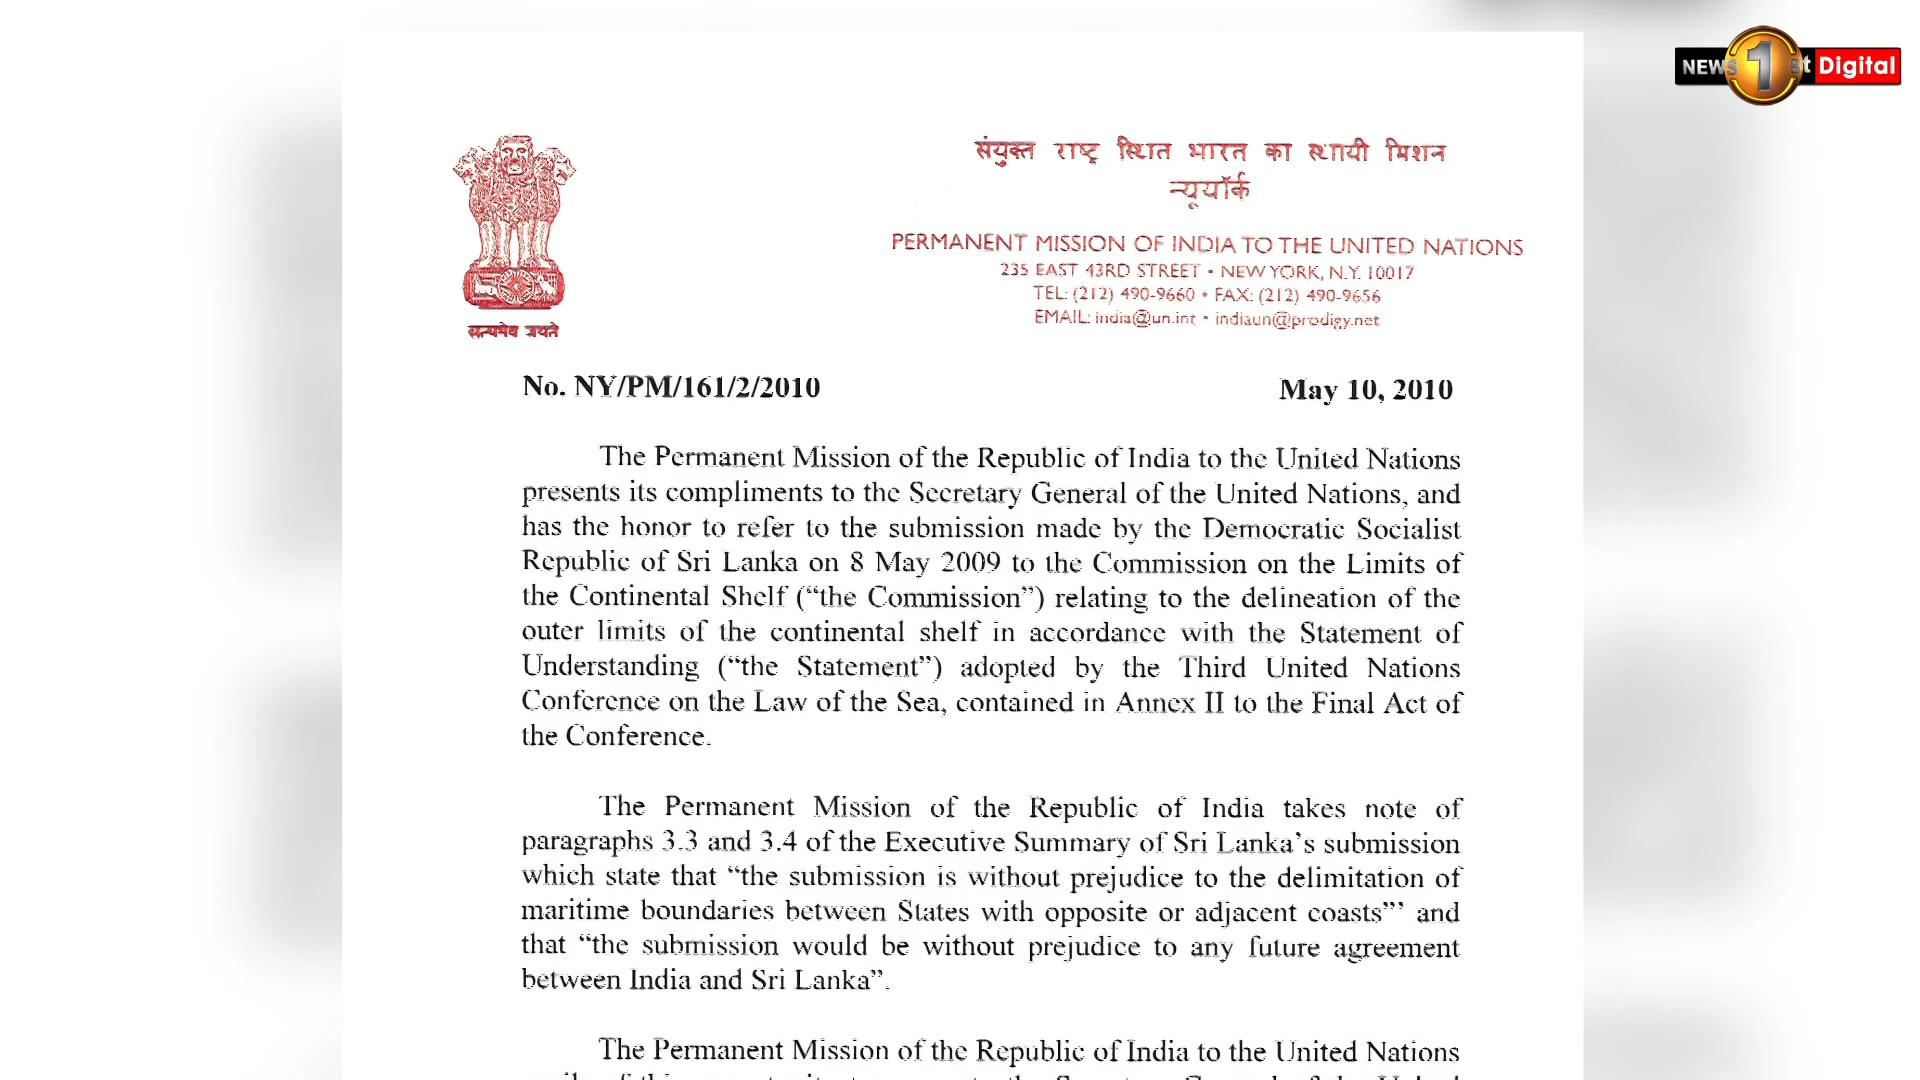 NEWS 1st Digital
संयुक्त राष्ट्र स्थित भारत का स्थायी मिशन
न्यूयॉर्क
PERMANENT MISSION OF INDIA TO THE UNITED NATIONS
235 EAST 43RD STREET • NEW YORK, N.Y. 10017
TEL: (212) 490-9660 • FAX: (212) 490-9656
EMAIL: india@un.int • indiaun@prodigy.net
सत्यमेव जयते
No. NY/PM/161/2/2010 May 10, 2010
The Permanent Mission of the Republic of India to the United Nations
presents its compliments to the Secretary General of the United Nations, and
has the honor to refer to the submission made by the Democratic Socialist
Republic of Sri Lanka on 8 May 2009 to the Commission on the Limits of
the Continental Shelf (“the Commission”) relating to the delineation of the
outer limits of the continental shelf in accordance with the Statement of
Understanding (“the Statement”) adopted by the Third United Nations
Conference on the Law of the Sea, contained in Annex II to the Final Act of
the Conference.
The Permanent Mission of the Republic of India takes note of
paragraphs 3.3 and 3.4 of the Executive Summary of Sri Lanka’s submission
which state that “the submission is without prejudice to the delimitation of
maritime boundaries between States with opposite or adjacent coasts”’ and
that “the submission would be without prejudice to any future agreement
between India and Sri Lanka”.
The Permanent Mission of the Republic of India to the United Nations